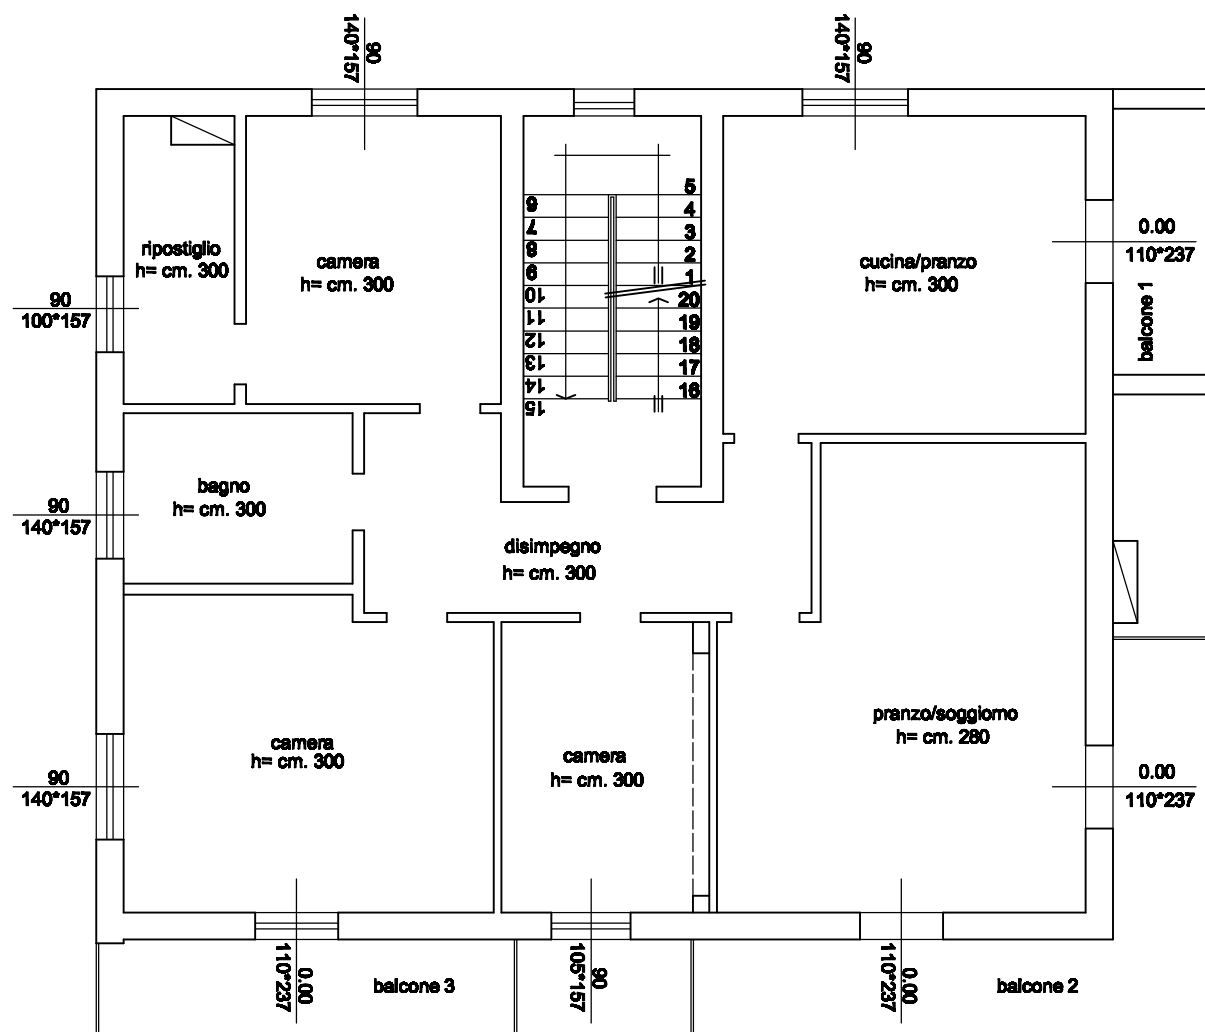 90
140*157
90
140*157
5
6
4
7
3
8
2
9
1
10
20
11
19
12
18
13
17
14
16
15
ripostiglio
h= cm. 300
camera
h= cm. 300
cucina/pranzo
h= cm. 300
0.00
110*237
balcone 1
90
100*157
bagno
h= cm. 300
90
140*157
disimpegno
h= cm. 300
pranzo/soggiorno
h= cm. 280
camera
h= cm. 300
camera
h= cm. 300
90
140*157
0.00
110*237
0.00
110*237
balcone 3
90
105*157
0.00
110*237
balcone 2